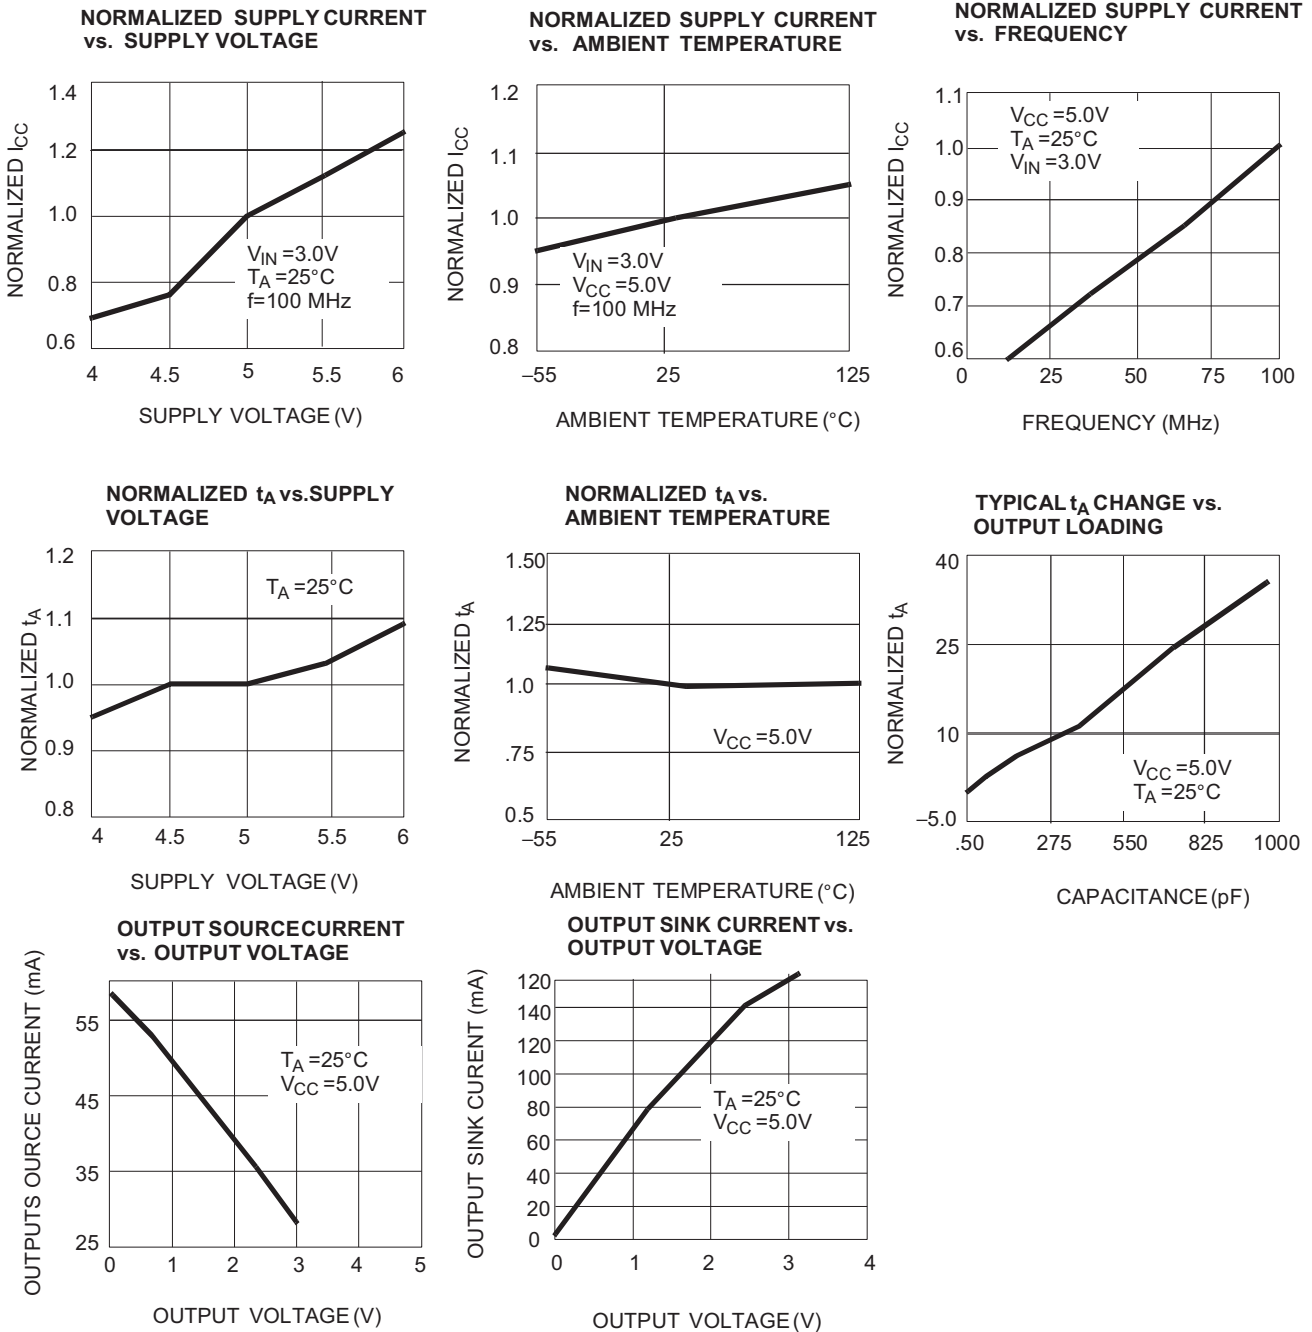 NORMALIZED SUPPLY CURRENT
vs. SUPPLY VOLTAGE
NORMALIZED ICC
1.4
1.2
1.0
0.8
0.6
VIN =3.0V
TA =25°C
f=100 MHz
4 4.5 5 5.5 6
SUPPLY VOLTAGE (V)
NORMALIZED SUPPLY CURRENT
vs. AMBIENT TEMPERATURE
NORMALIZED ICC
1.2
1.1
1.0
0.9
0.8
VIN =3.0V
VCC =5.0V
f=100 MHz
–55 25 125
AMBIENT TEMPERATURE (°C)
NORMALIZED SUPPLY CURRENT
vs. FREQUENCY
NORMALIZED ICC
1.1
1.0
0.9
0.8
0.7
0.6
VCC =5.0V
TA =25°C
VIN =3.0V
0 25 50 75 100
FREQUENCY (MHz)
NORMALIZED tA vs.SUPPLY
VOLTAGE
NORMALIZED tA
1.2
1.1
1.0
0.9
0.8
TA =25°C
4 4.5 5 5.5 6
SUPPLY VOLTAGE (V)
NORMALIZED tA vs.
AMBIENT TEMPERATURE
NORMALIZED tA
1.50
1.25
1.0
.75
0.5
VCC =5.0V
–55 25 125
AMBIENT TEMPERATURE (°C)
TYPICAL tA CHANGE vs.
OUTPUT LOADING
NORMALIZED tA
40
25
10
–5.0
VCC =5.0V
TA =25°C
.50 275 550 825 1000
CAPACITANCE (pF)
OUTPUT SOURCECURRENT
vs. OUTPUT VOLTAGE
OUTPUTS OURCE CURRENT (mA)
55
45
35
25
TA =25°C
VCC =5.0V
0 1 2 3 4 5
OUTPUT VOLTAGE (V)
OUTPUT SINK CURRENT vs.
OUTPUT VOLTAGE
OUTPUT SINK CURENT (mA)
120
140
120
100
80
60
40
20
0
TA =25°C
VCC =5.0V
0 1 2 3 4
OUTPUT VOLTAGE (V)